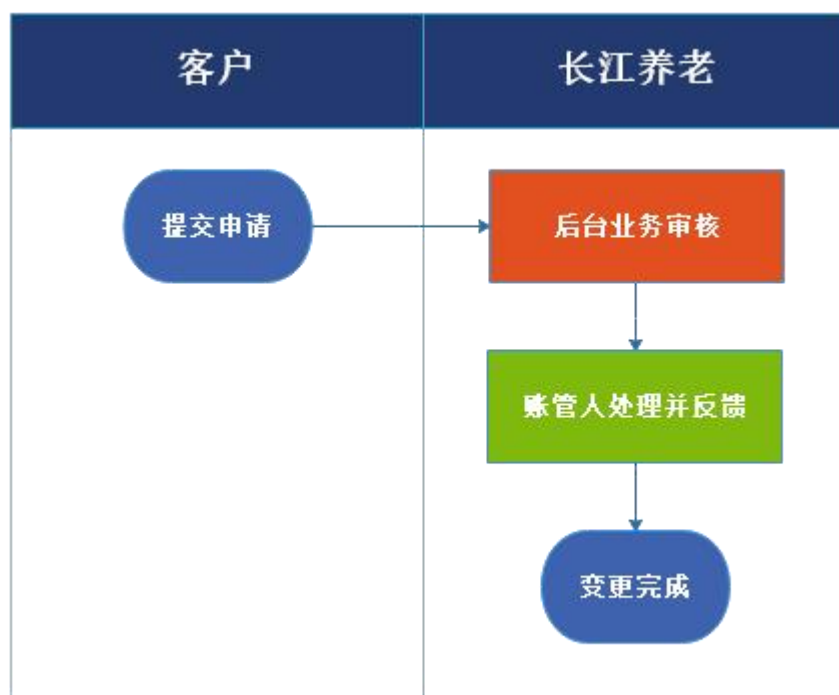 客户
长江养老
提交申请
后台业务审核
账管人处理并反馈
变更完成